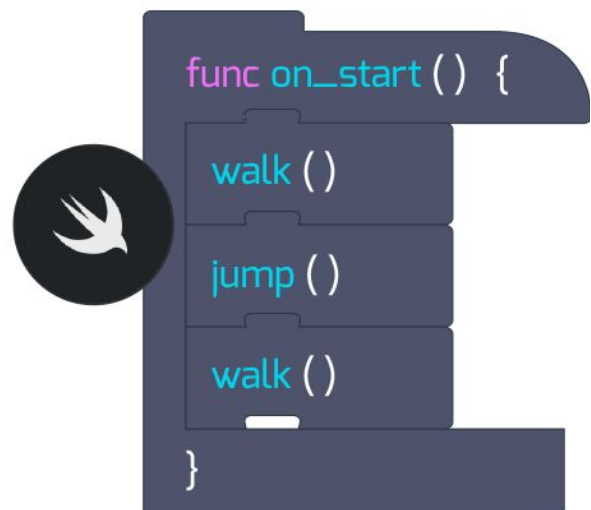 func on_start () {
walk ()
jump ()
walk ()
}